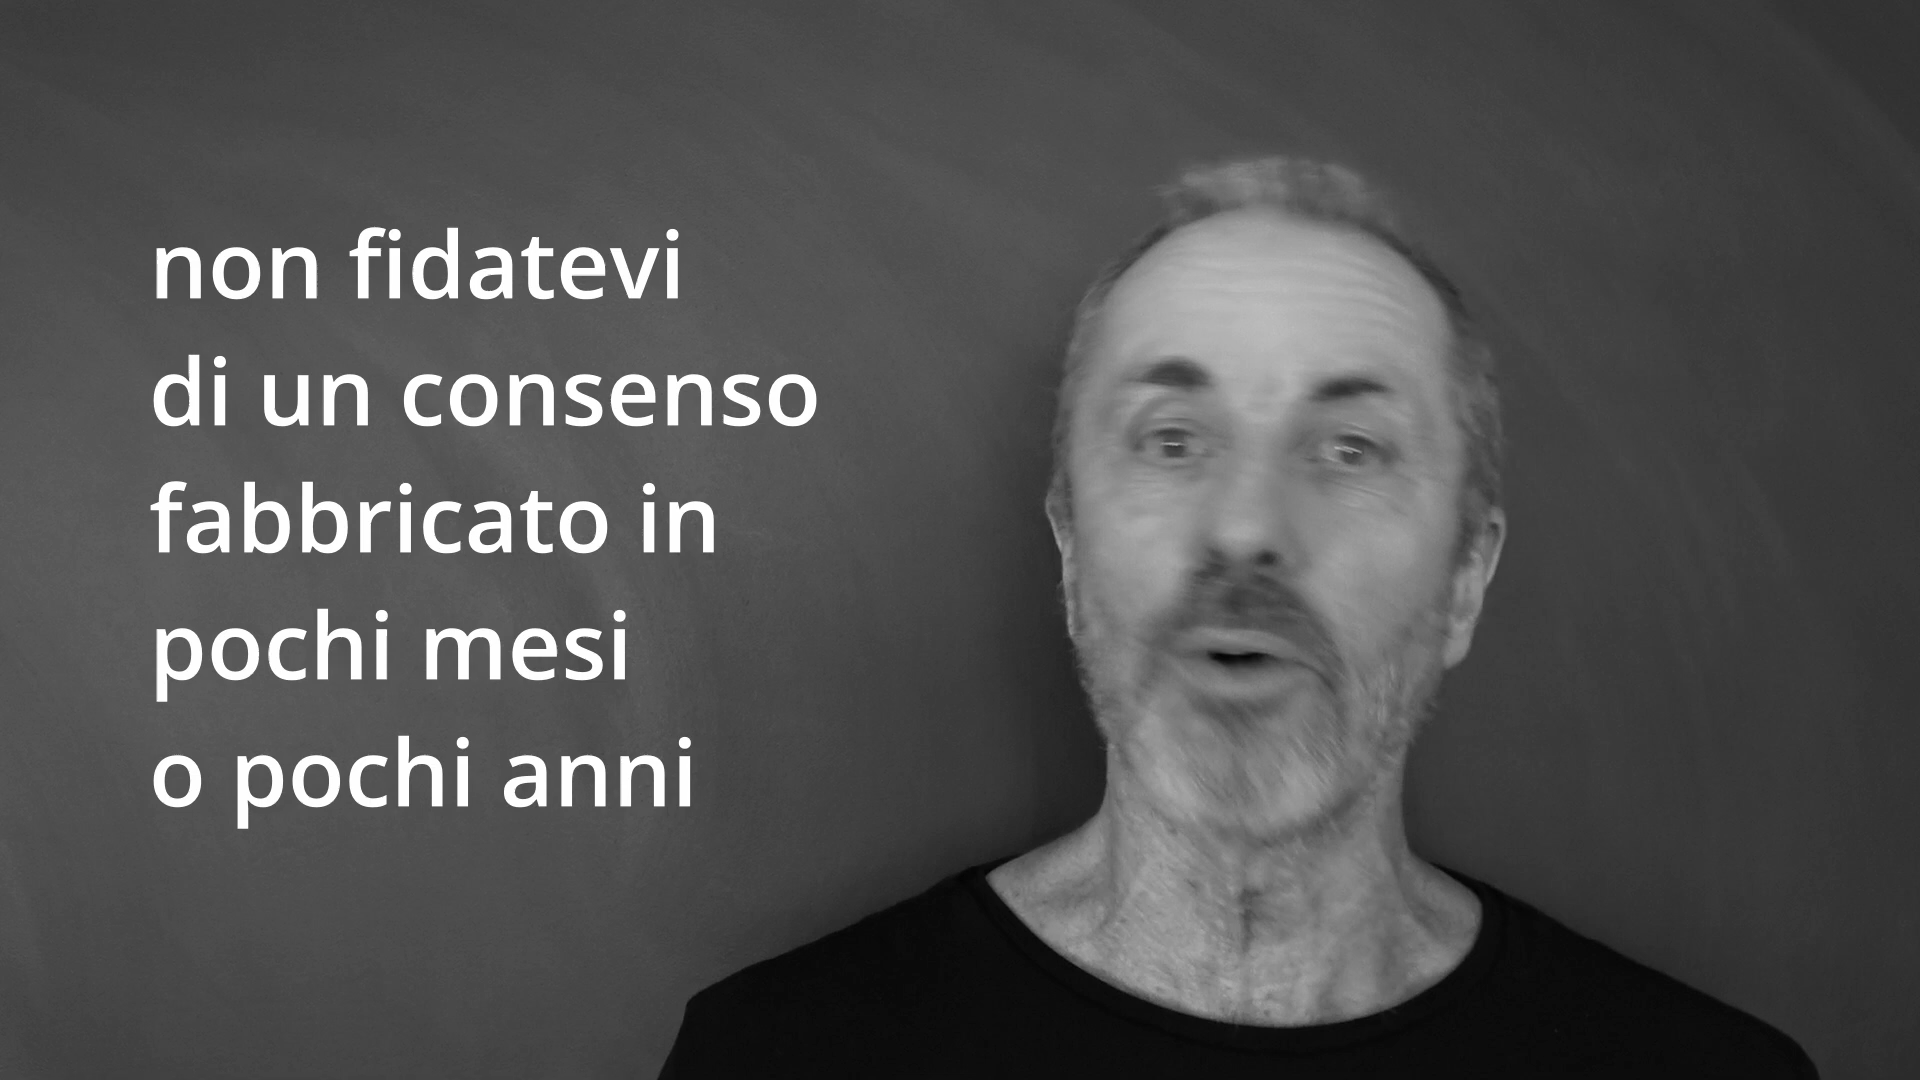 non fidatevi
di un consenso
fabbricato in
pochi mesi
o pochi anni